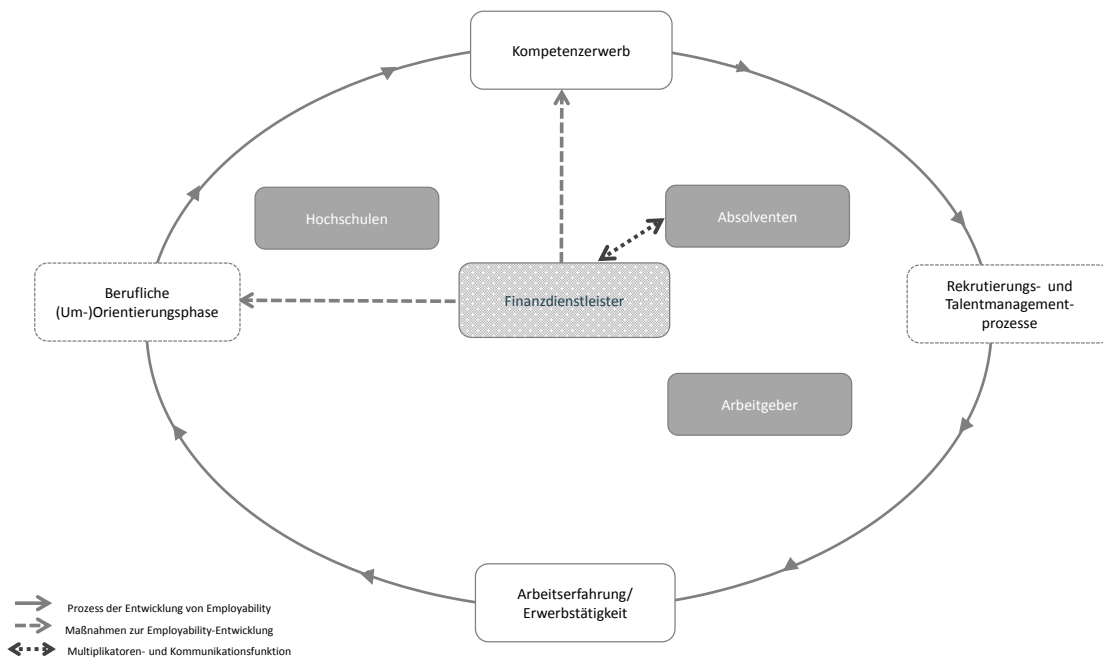 Kompetenzerwerb
Hochschulen
Absolventen
Berufliche
(Um-)Orientierungsphase
Finanzdienstleister
Rekrutierungs- und
Talentmanagement-
prozesse
Arbeitgeber
Arbeitserfahrung/
Erwerbstätigkeit
Prozess der Entwicklung von Employability
Maßnahmen zur Employability-Entwicklung
Multiplikatoren- und Kommunikationsfunktion